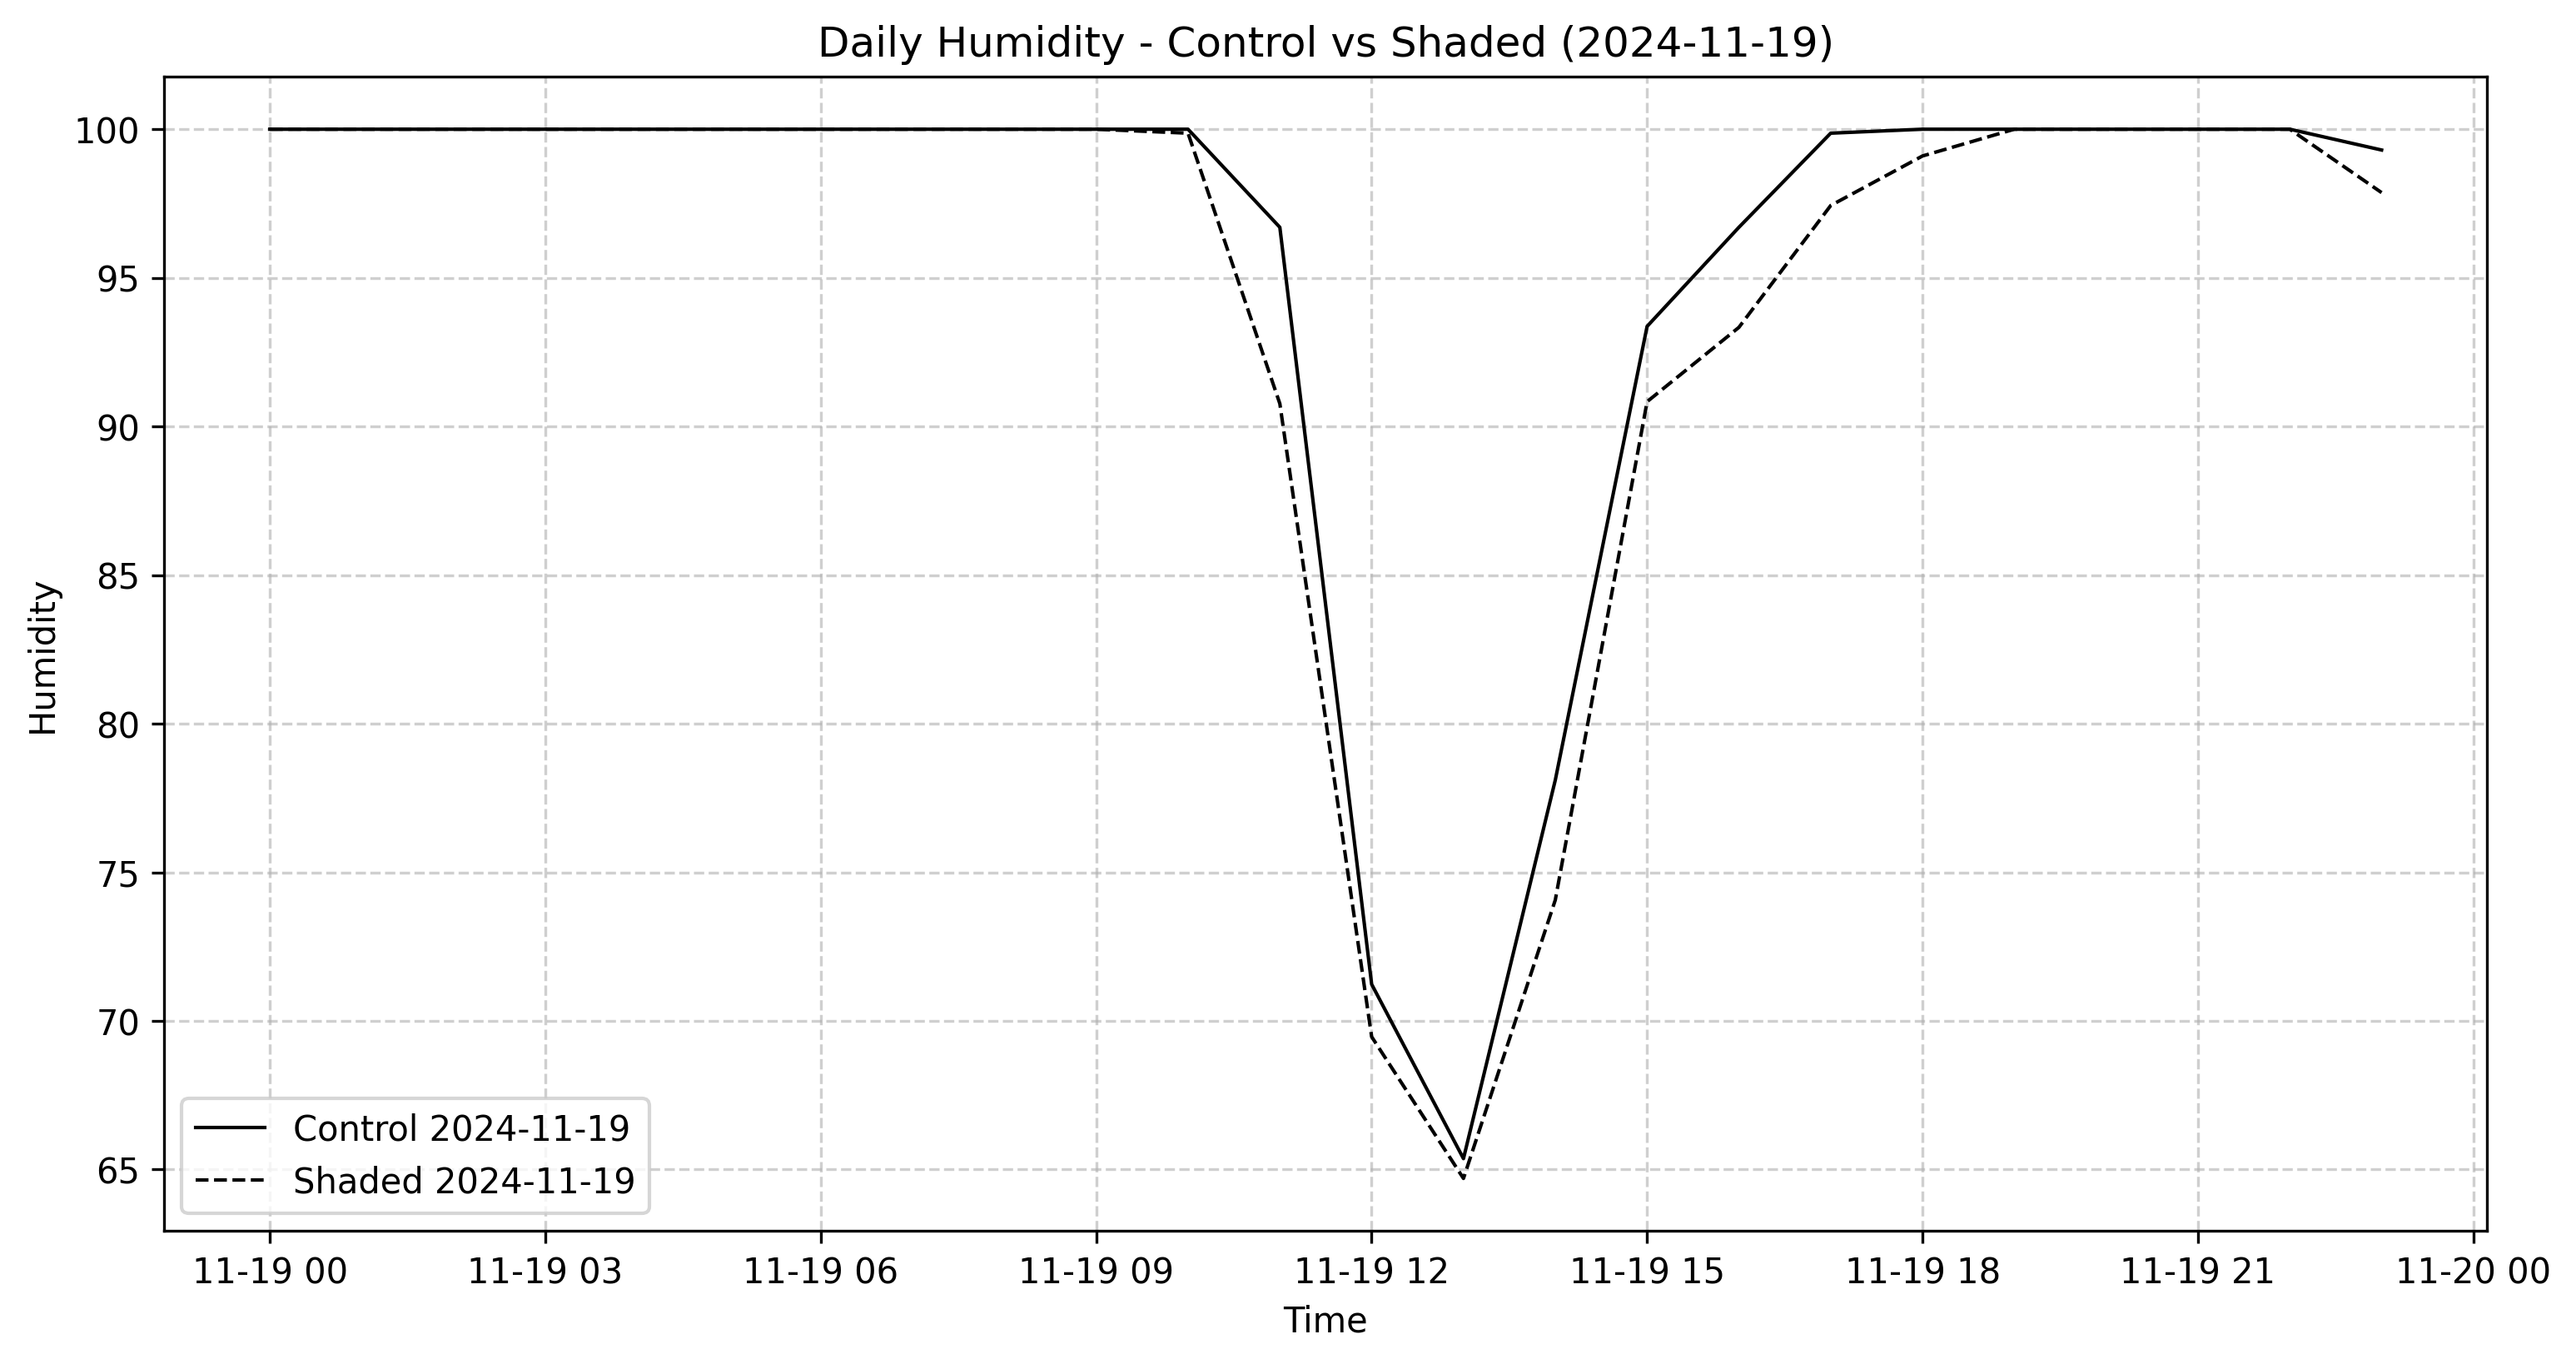 Daily Humidity - Control vs Shaded (2024-11-19)
100
95
90
85
80
75
70
65
Humidity
Control 2024-11-19
Shaded 2024-11-19
11-19 00 11-19 03 11-19 06 11-19 09 11-19 12 11-19 15 11-19 18 11-19 21 11-20 00
Time